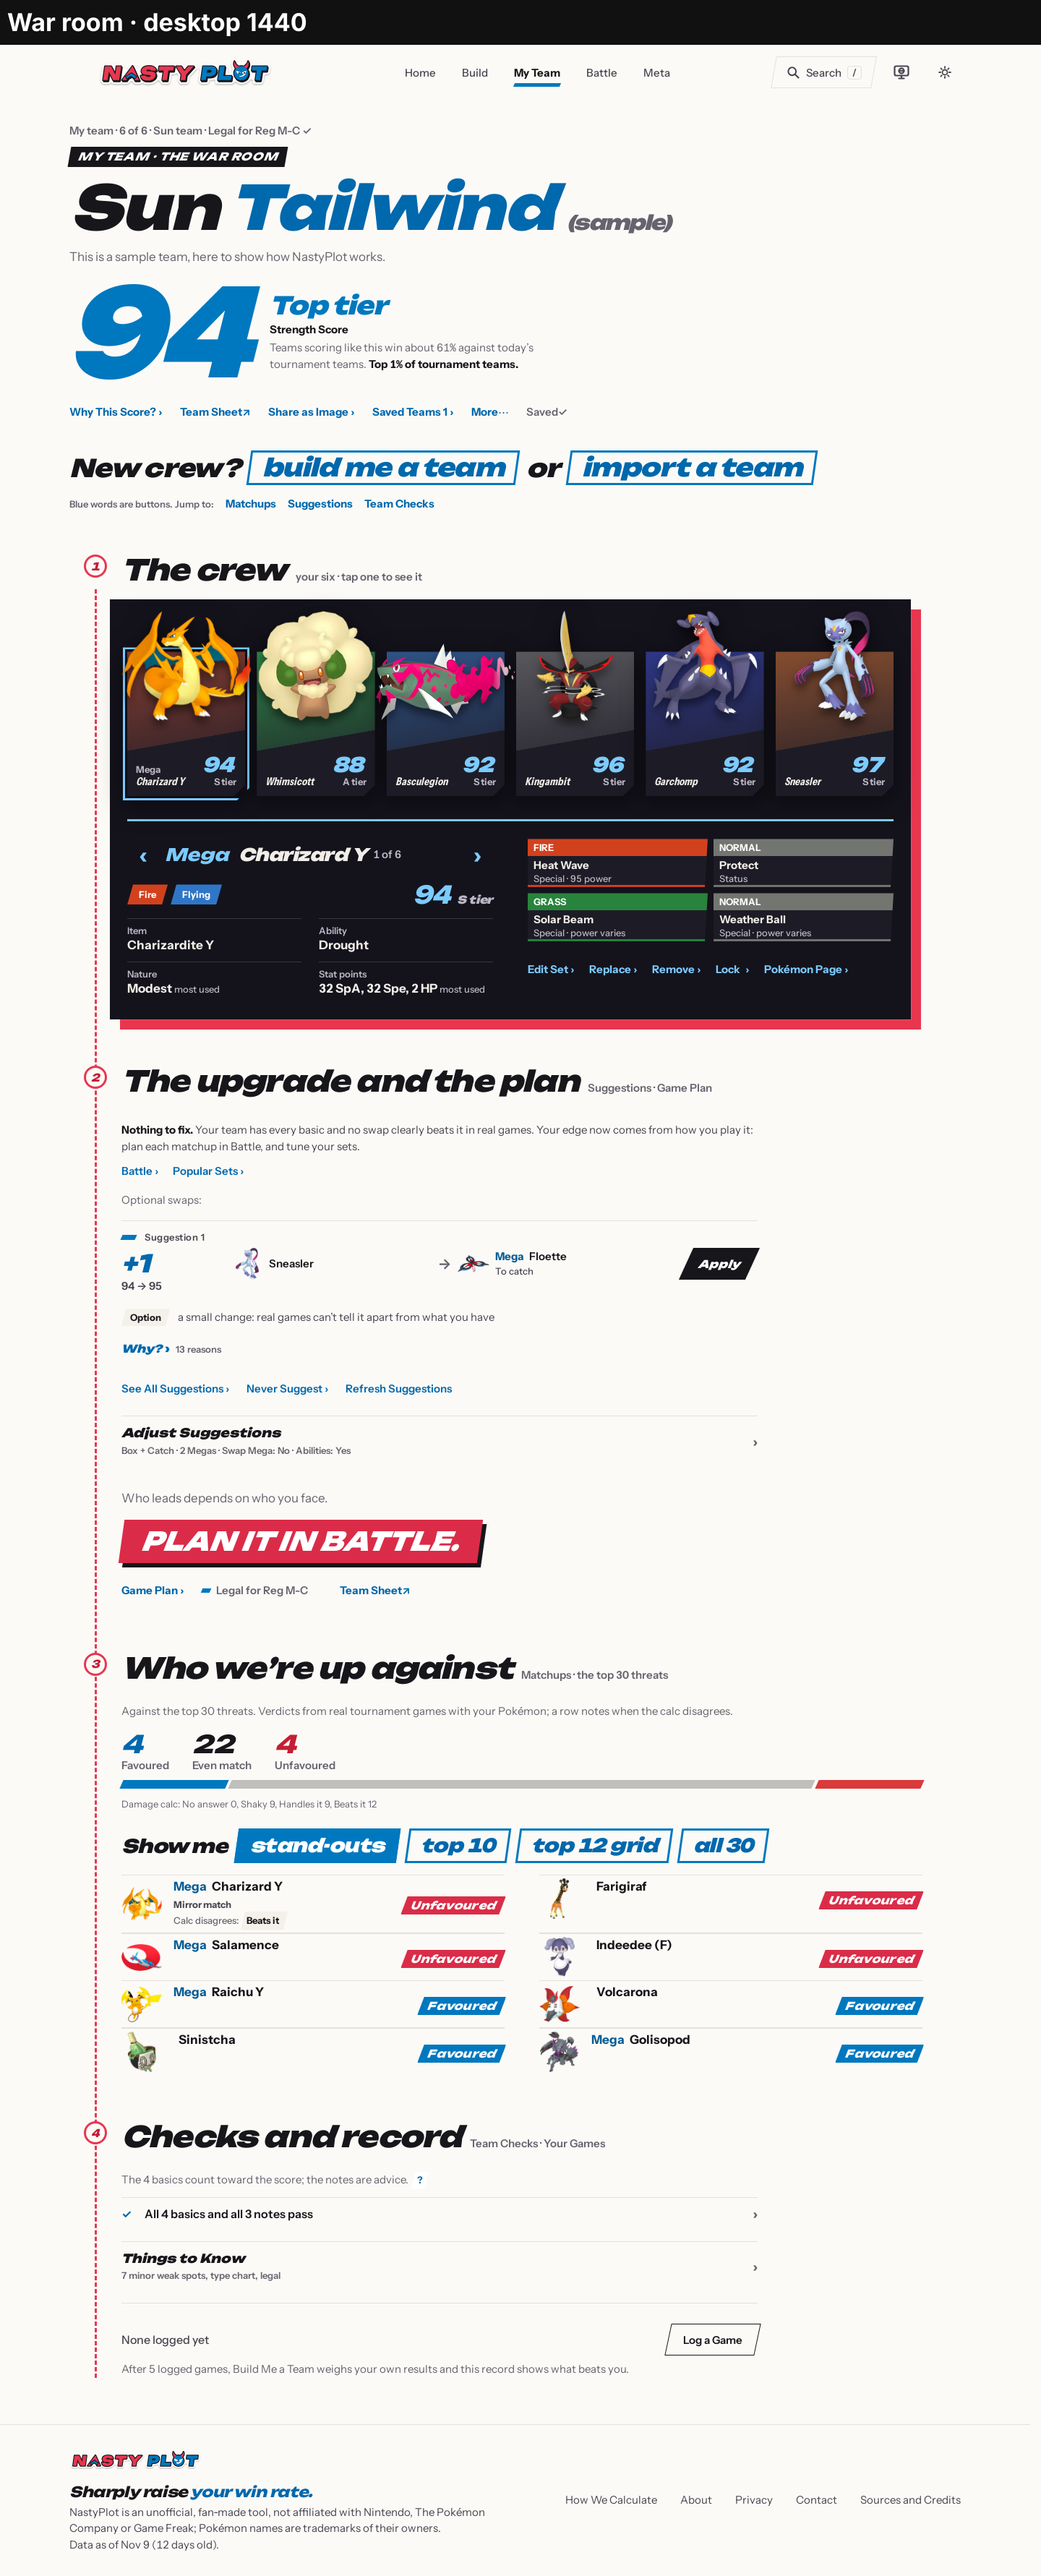 War room · desktop 1440
NASTY PLOT
Home Build My Team Battle Meta
Search /
My team · 6 of 6 · Sun team · Legal for Reg M-C ✓
MY TEAM · THE WAR ROOM
Sun Tailwind (sample)
This is a sample team, here to show how NastyPlot works.
94
Top tier
Strength Score
Teams scoring like this win about 61% against today's
tournament teams. Top 1% of tournament teams.
Why This Score? › Team Sheet↗ Share as Image › Saved Teams 1 › More··· Saved✓
New crew? build me a team or import a team
Blue words are buttons. Jump to: Matchups Suggestions Team Checks
1
The crew your six · tap one to see it
Mega
Charizard Y
94
S tier
Whimsicott
88
A tier
Basculegion
92
S tier
Kingambit
96
S tier
Garchomp
92
S tier
Sneasler
97
S tier
‹ Mega Charizard Y 1 of 6 ›
Fire Flying
94 S tier
Item
Charizardite Y
Ability
Drought
Nature
Modest most used
Stat points
32 SpA, 32 Spe, 2 HP most used
FIRE
Heat Wave
Special · 95 power
NORMAL
Protect
Status
GRASS
Solar Beam
Special · power varies
NORMAL
Weather Ball
Special · power varies
Edit Set › Replace › Remove › Lock › Pokémon Page ›
2
The upgrade and the plan Suggestions · Game Plan
Nothing to fix. Your team has every basic and no swap clearly beats it in real games. Your edge now comes from how you play it:
plan each matchup in Battle, and tune your sets.
Battle › Popular Sets ›
Optional swaps:
Suggestion 1
+1
94 → 95
Sneasler
→
Mega Floette
To catch
Apply
Option a small change: real games can't tell it apart from what you have
Why? › 13 reasons
See All Suggestions › Never Suggest › Refresh Suggestions
Adjust Suggestions
Box + Catch · 2 Megas · Swap Mega: No · Abilities: Yes
›
Who leads depends on who you face.
PLAN IT IN BATTLE.
Game Plan › Legal for Reg M-C Team Sheet↗
3
Who we're up against Matchups · the top 30 threats
Against the top 30 threats. Verdicts from real tournament games with your Pokémon; a row notes when the calc disagrees.
4 22 4
Favoured Even match Unfavoured
Damage calc: No answer 0, Shaky 9, Handles it 9, Beats it 12
Show me stand-outs top 10 top 12 grid all 30
Mega Charizard Y
Mirror match
Calc disagrees: Beats it
Unfavoured
Farigiraf
Unfavoured
Mega Salamence
Unfavoured
Indeedee (F)
Unfavoured
Mega Raichu Y
Favoured
Volcarona
Favoured
Sinistcha
Favoured
Mega Golisopod
Favoured
4
Checks and record Team Checks · Your Games
The 4 basics count toward the score; the notes are advice. ?
✓ All 4 basics and all 3 notes pass ›
Things to Know
7 minor weak spots, type chart, legal
›
None logged yet
Log a Game
After 5 logged games, Build Me a Team weighs your own results and this record shows what beats you.
NASTY PLOT
Sharply raise your win rate.
NastyPlot is an unofficial, fan-made tool, not affiliated with Nintendo, The Pokémon
Company or Game Freak; Pokémon names are trademarks of their owners.
Data as of Nov 9 (12 days old).
How We Calculate About Privacy Contact Sources and Credits